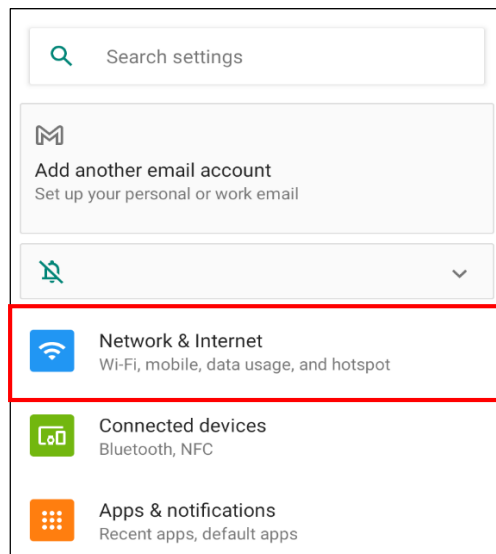 Search settings
Add another email account
Set up your personal or work email
Network & Internet
Wi-Fi, mobile, data usage, and hotspot
Connected devices
Bluetooth, NFC
Apps & notifications
Recent apps, default apps